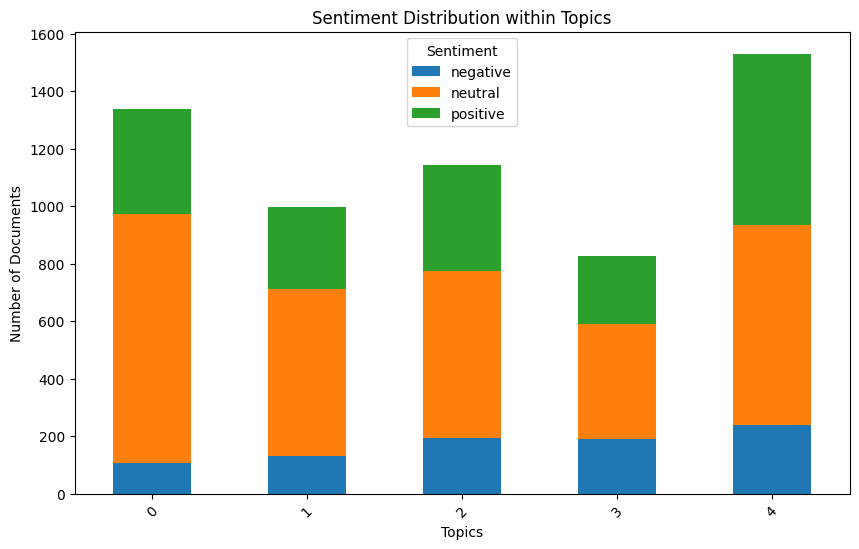 Sentiment Distribution within Topics
Number of Documents
1600
1400
1200
1000
800
600
400
200
0
Sentiment
negative
neutral
positive
0
1
2
3
4
Topics